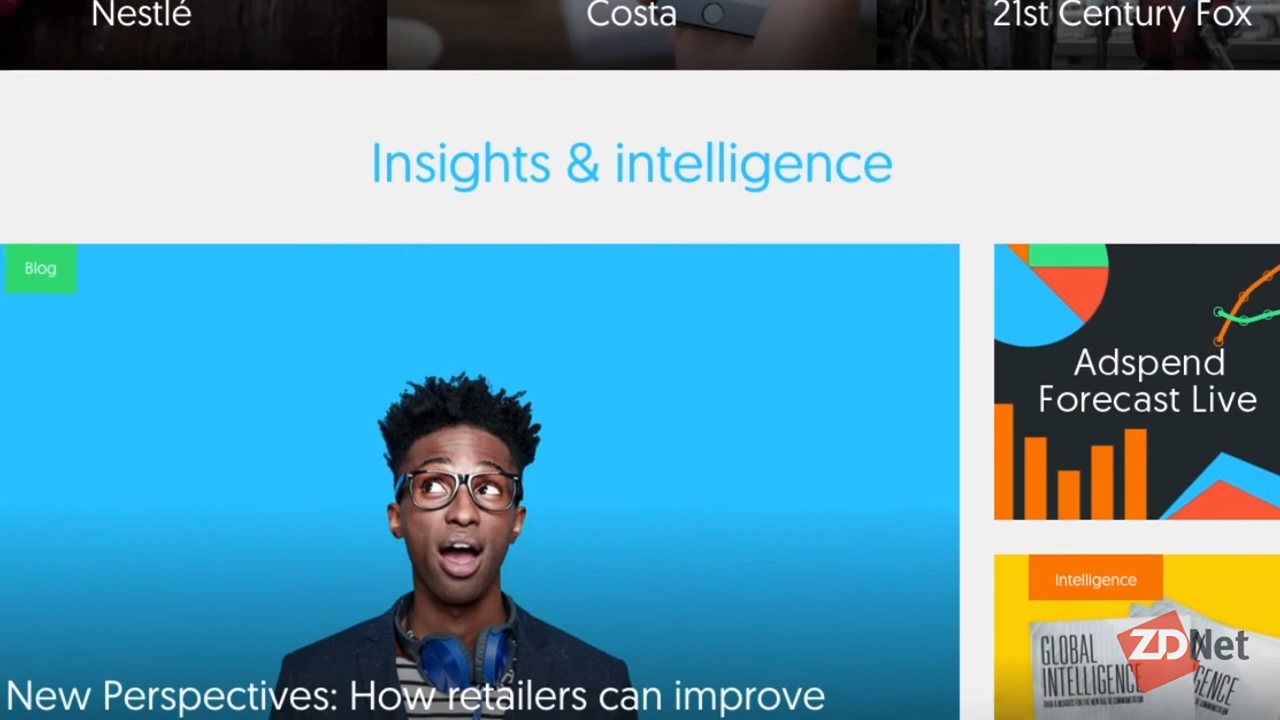 Nestlé
Costa
21st Century Fox
Insights & intelligence
Blog
New Perspectives: How retailers can improve
Adspend
Forecast Live
Intelligence
GLOBAL
INTELLIGENCE
GENCE
ZDNet